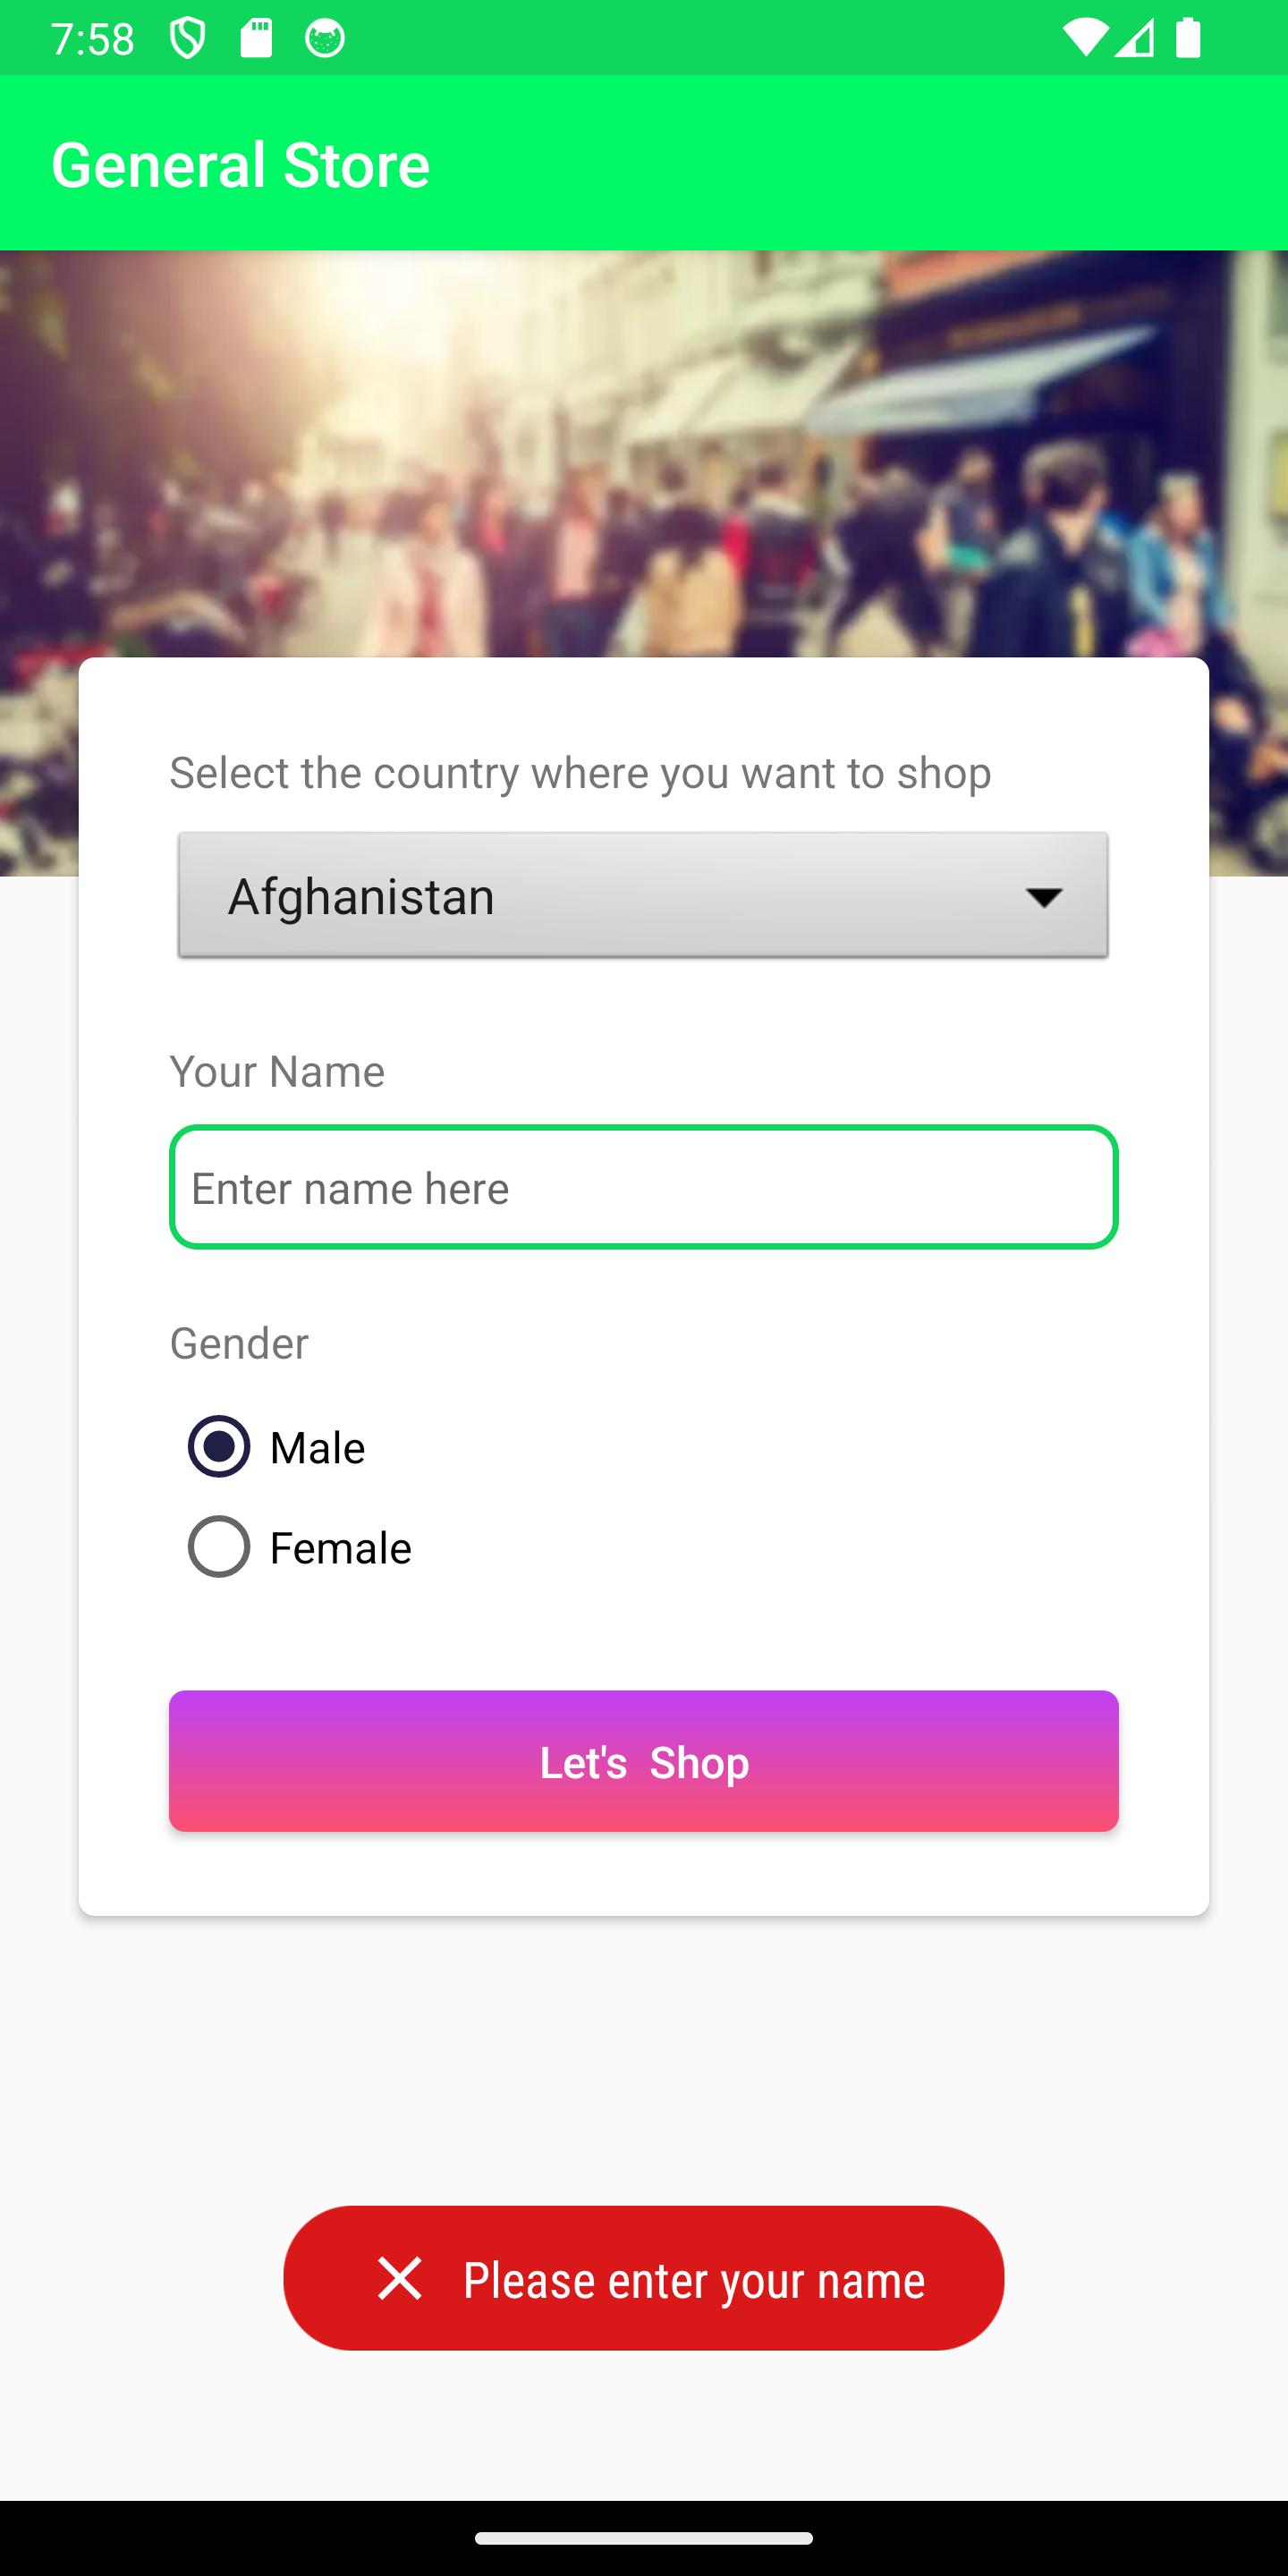 7:58
General Store
Select the country where you want to shop
Afghanistan
Your Name
Enter name here
Gender
Male
Female
Let's  Shop
Please enter your name